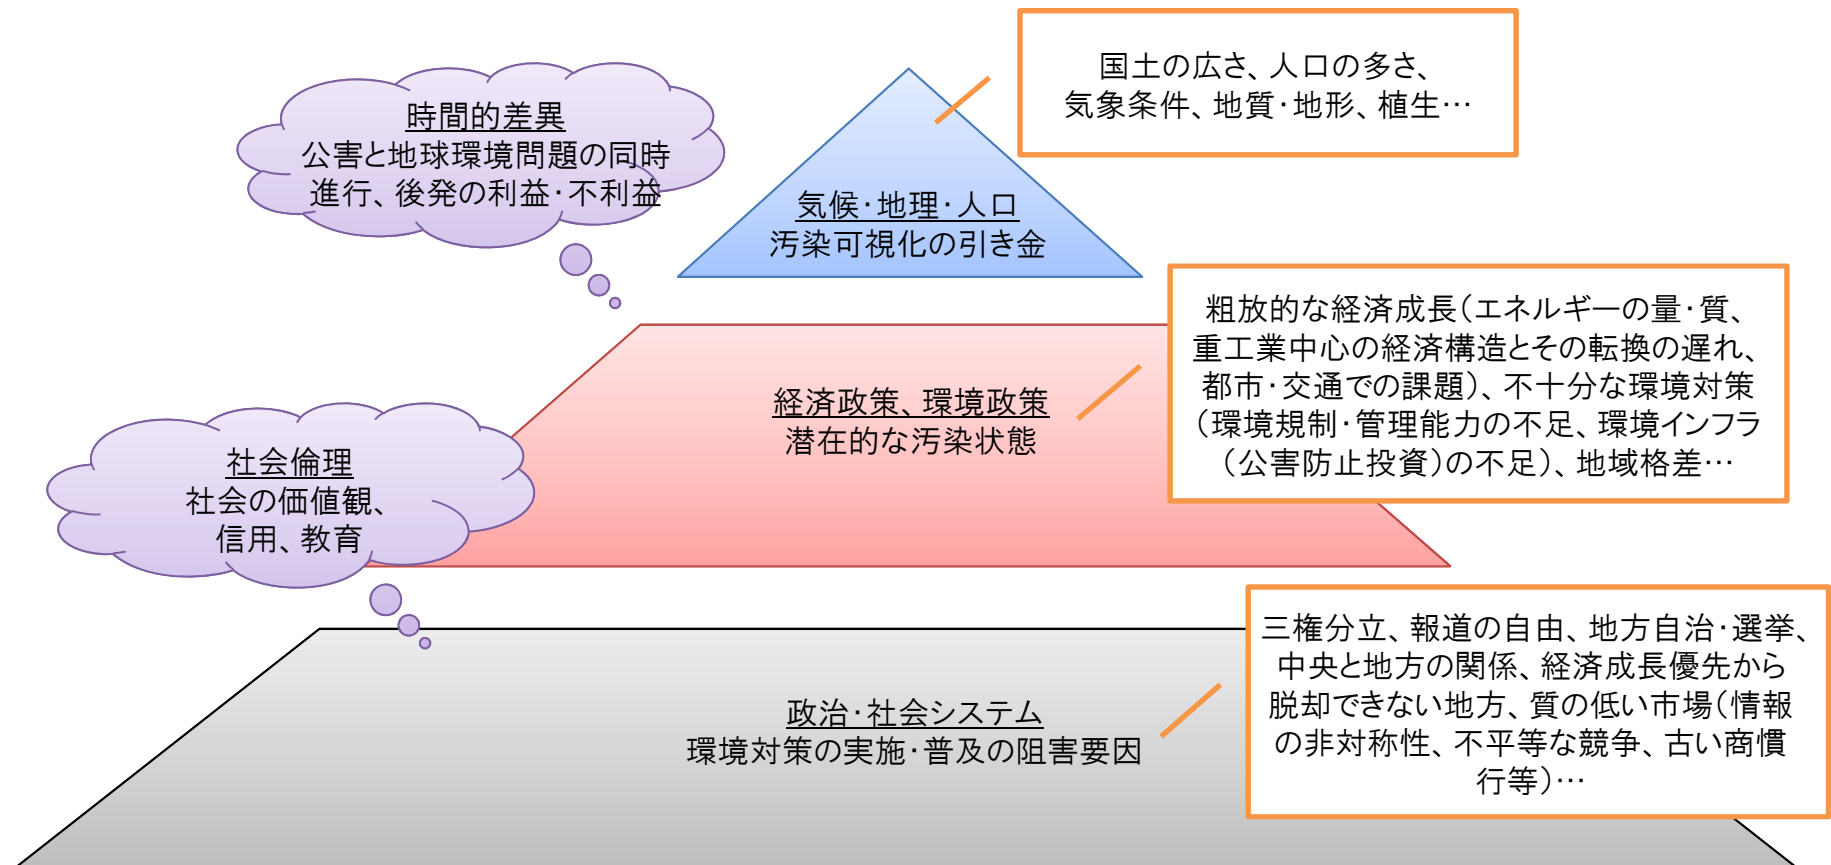 国土の広さ、人口の多さ、
気象条件、地質・地形、植生…
時間的差異
公害と地球環境問題の同時
進行、後発の利益・不利益
気候・地理・人口
汚染可視化の引き金
粗放的な経済成長（エネルギーの量・質、
重工業中心の経済構造とその転換の遅れ、
都市・交通での課題）、不十分な環境対策
（環境規制・管理能力の不足、環境インフラ
（公害防止投資）の不足）、地域格差…
経済政策、環境政策
潜在的な汚染状態
社会倫理
社会の価値観、
信用、教育
三権分立、報道の自由、地方自治・選挙、
中央と地方の関係、経済成長優先から
脱却できない地方、質の低い市場（情報
の非対称性、不平等な競争、古い商慣
行等）…
政治・社会システム
環境対策の実施・普及の阻害要因